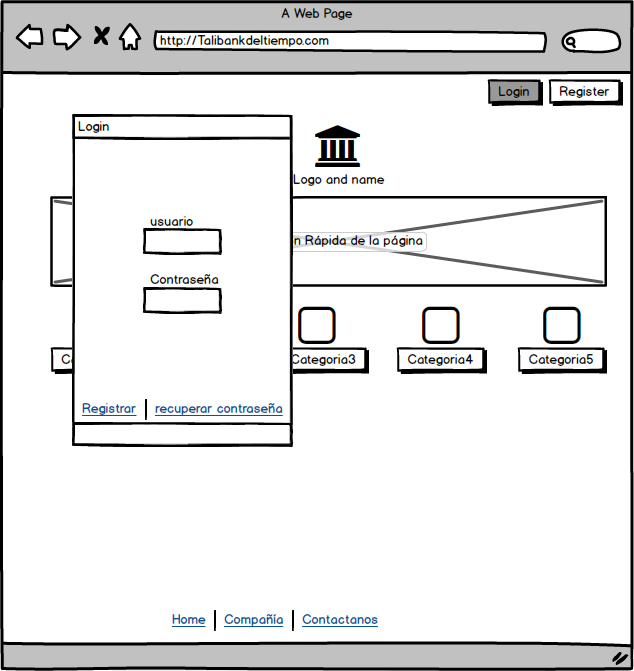 A Web Page
http://Talibankdeltiempo.com
Login
Register
Login
Logo and name
usuario
n Rápida de la página
Contraseña
Categoria3
Categoria4
Categoria5
Registrar
recuperar contraseña
Home
Compañía
Contactanos